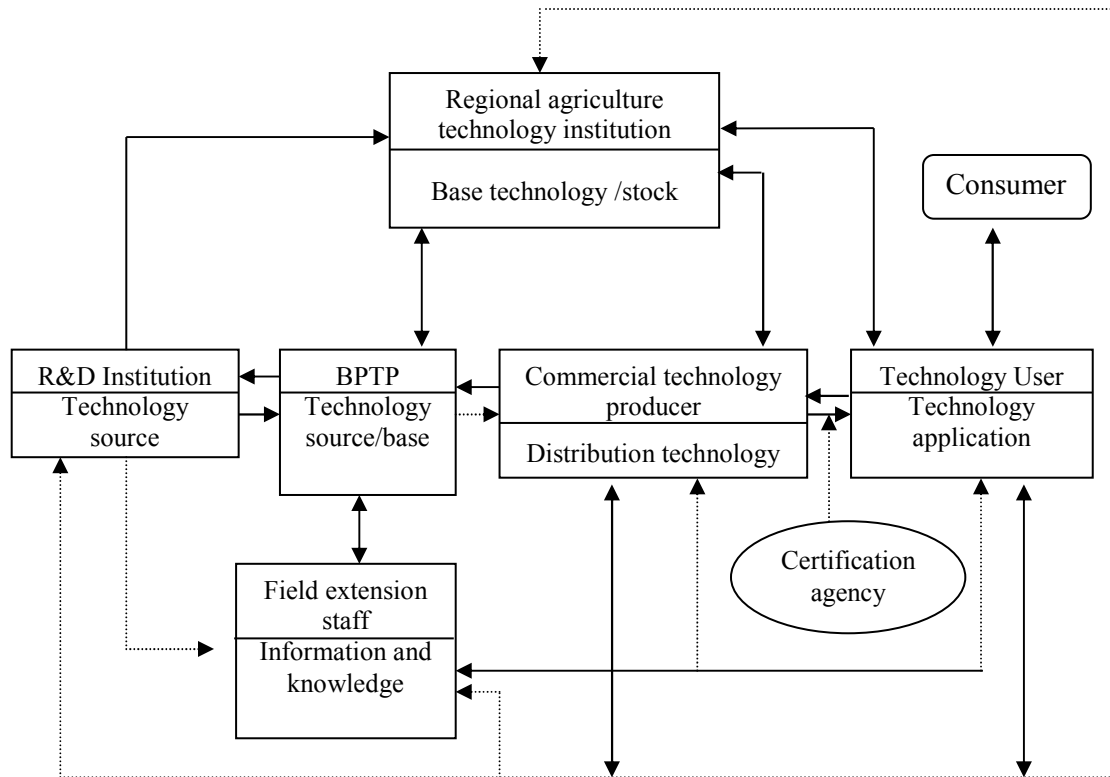 Regional agriculture
technology institution
Base technology /stock
Consumer
R&D Institution
Technology
source
BPTP
Technology
source/base
Commercial technology
producer
Distribution technology
Technology User
Technology
application
Certification
agency
Field extension
staff
Information and
knowledge